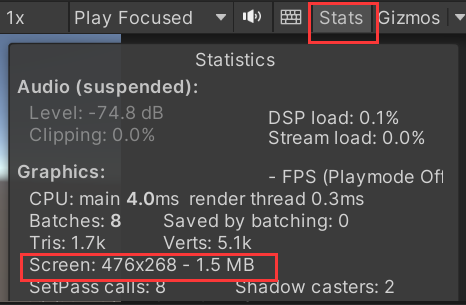 1x Play Focused Stats Gizmos
Statistics
Audio (suspended):
Level: -74.8 dB DSP load: 0.1%
Clipping: 0.0% Stream load: 0.0%
Graphics: - FPS (Playmode Off
CPU: main 4.0ms render thread 0.3ms
Batches: 8 Saved by batching: 0
Tris: 1.7k Verts: 5.1k
Screen: 476x268 - 1.5 MB
SetPass calls: 8 Shadow casters: 2